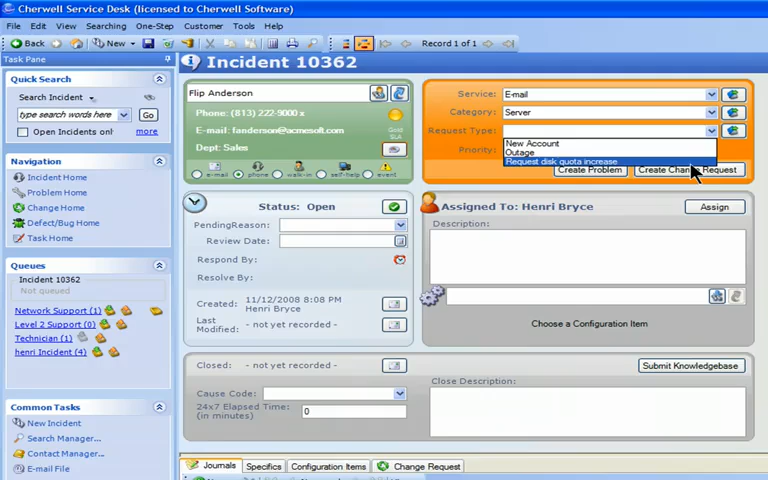 Cherwell Service Desk (licensed to Cherwell Software)
File Edit View Searching One-Step Customer Tools Help
Back New Record 1 of 1
Task Pane
Incident 10362
Quick Search
Search Incident
type search words here Go
Open Incidents onl more
Navigation
Incident Home
Problem Home
Change Home
Defect/Bug Home
Task Home
Queues
Incident 10362
Not queued
Network Support (1)
Level 2 Support (0)
Technician (1)
henri Incident (4)
Common Tasks
New Incident
Search Manager...
Contact Manager...
E-mail File
Flip Anderson
Phone: (813) 222-9000 x
E-mail: fanderson@acmesoft.com
Dept: Sales
Gold
SLA
e-mail phone walk-in self-help event
Service: E-mail
Category: Server
Request Type:
New Account
Outage
Request disk quota increase
Priority:
Create Problem Create Change Request
Status: Open
PendingReason:
Review Date:
Respond By:
Resolve By:
Created: 11/12/2008 8:08 PM
Henri Bryce
Last
Modified: - not yet recorded -
Assigned To: Henri Bryce Assign
Description:
Choose a Configuration Item
Closed: - not yet recorded - Submit Knowledgebase
Cause Code:
24x7 Elapsed Time:
(in minutes) 0
Close Description:
Journals Specifics Configuration Items Change Request